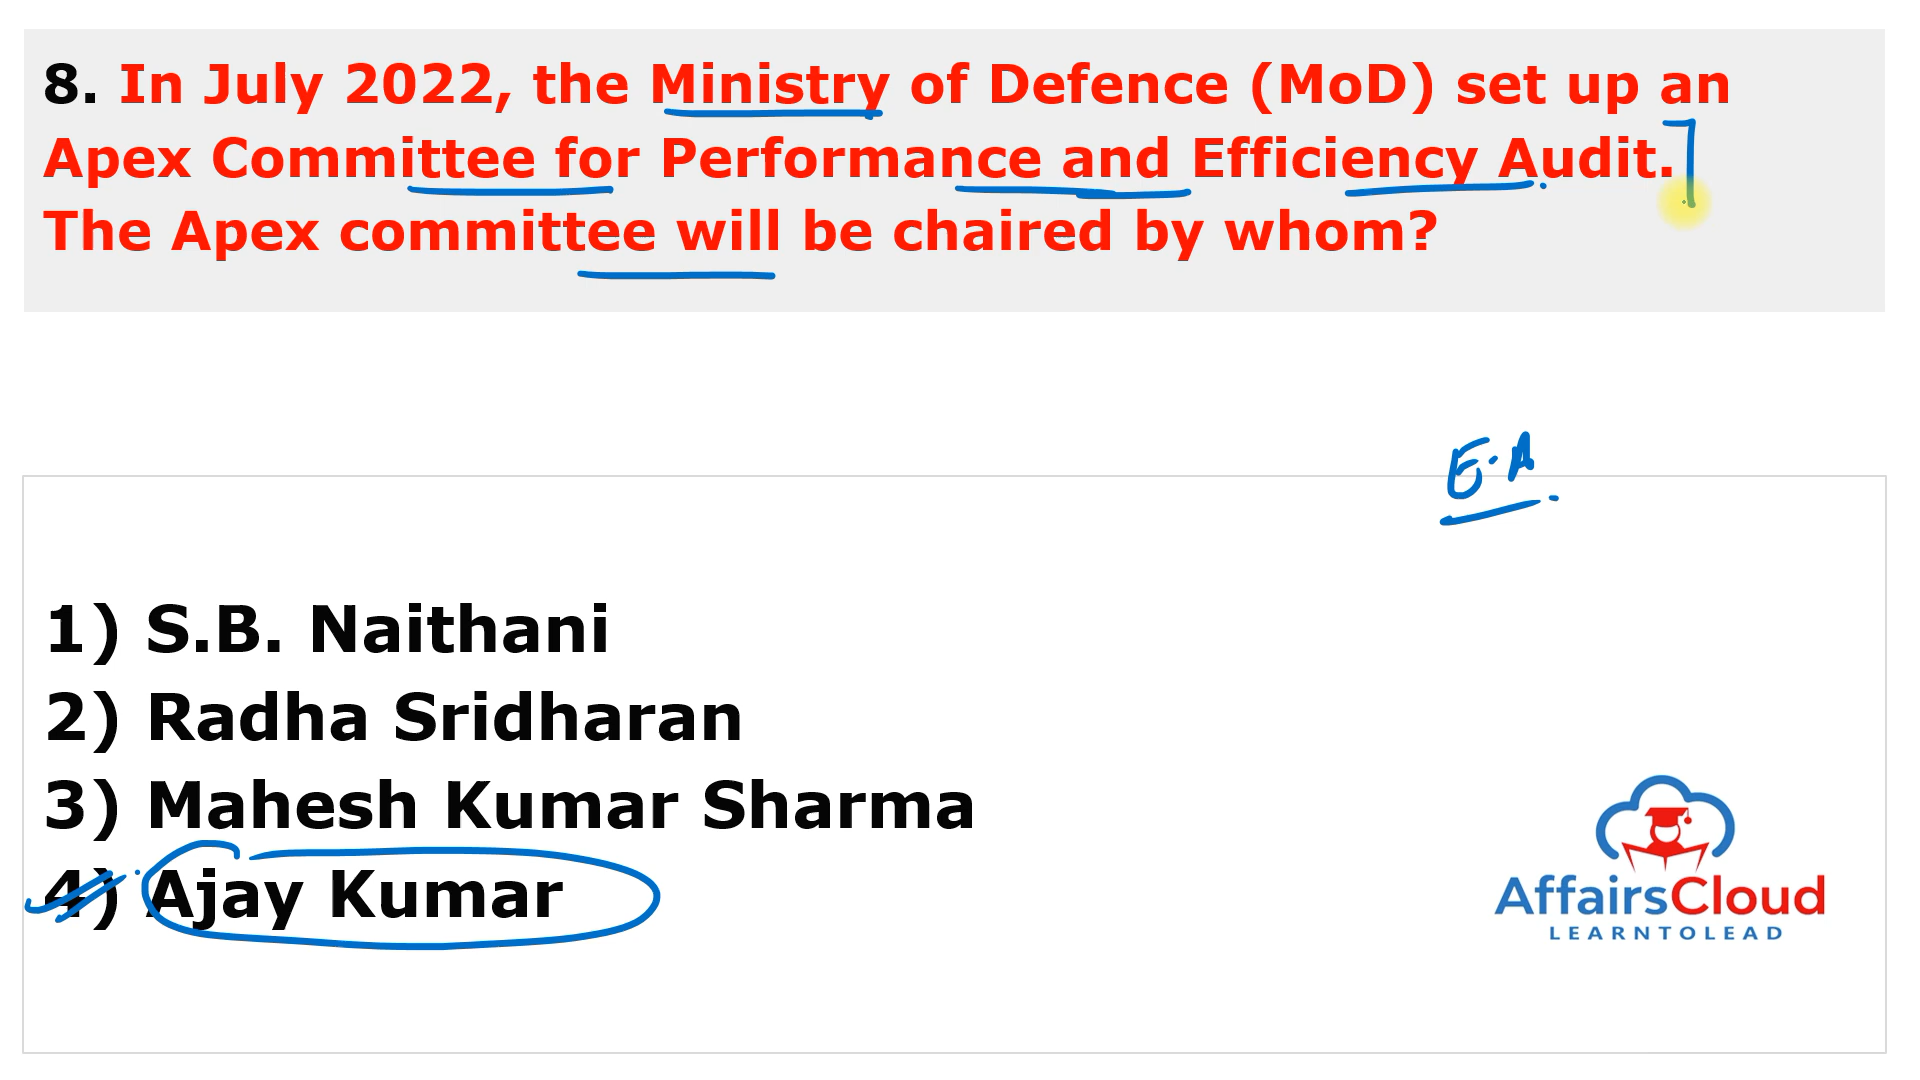 8. In July 2022, the Ministry of Defence (MoD) set up an
Apex Committee for Performance and Efficiency Audit.
The Apex committee will be chaired by whom?
E.A
1) S.B. Naithani
2) Radha Sridharan
3) Mahesh Kumar Sharma
4) Ajay Kumar
AffairsCloud
LEARNTOLEAD